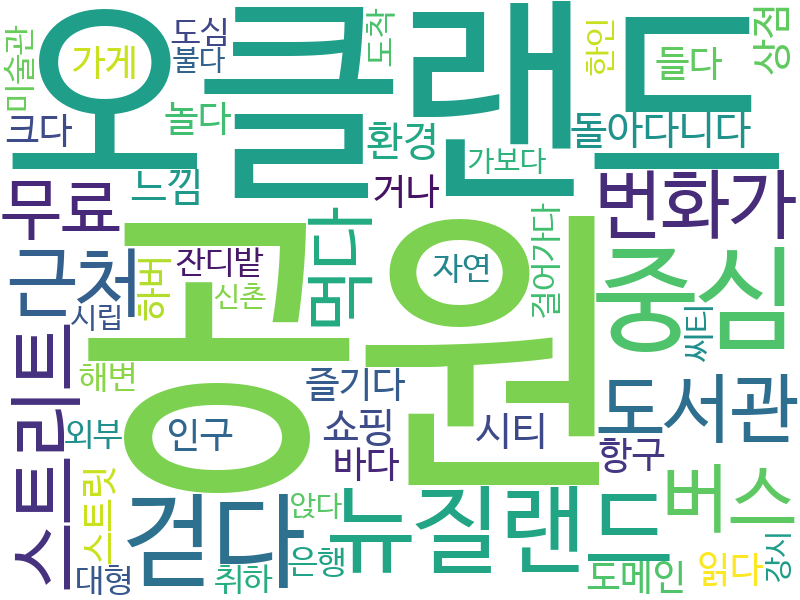 오클랜드
공원
중심
뉴질랜드
걷다
스트리트
번화가
도서관
버스
무료
근처
먹다
미술관
도심
불다
가게
도착
한인
들다
상점
크다
놀다
환경
돌아다니다
느낌
거나
가보다
잔디밭
하버
신촌
시립
자연
걸어가다
씨티
해변
즐기다
외부
인구
쇼핑
시티
바다
항구
스트릿
앉다
은행
대형
취하
도메인
읽다
강시